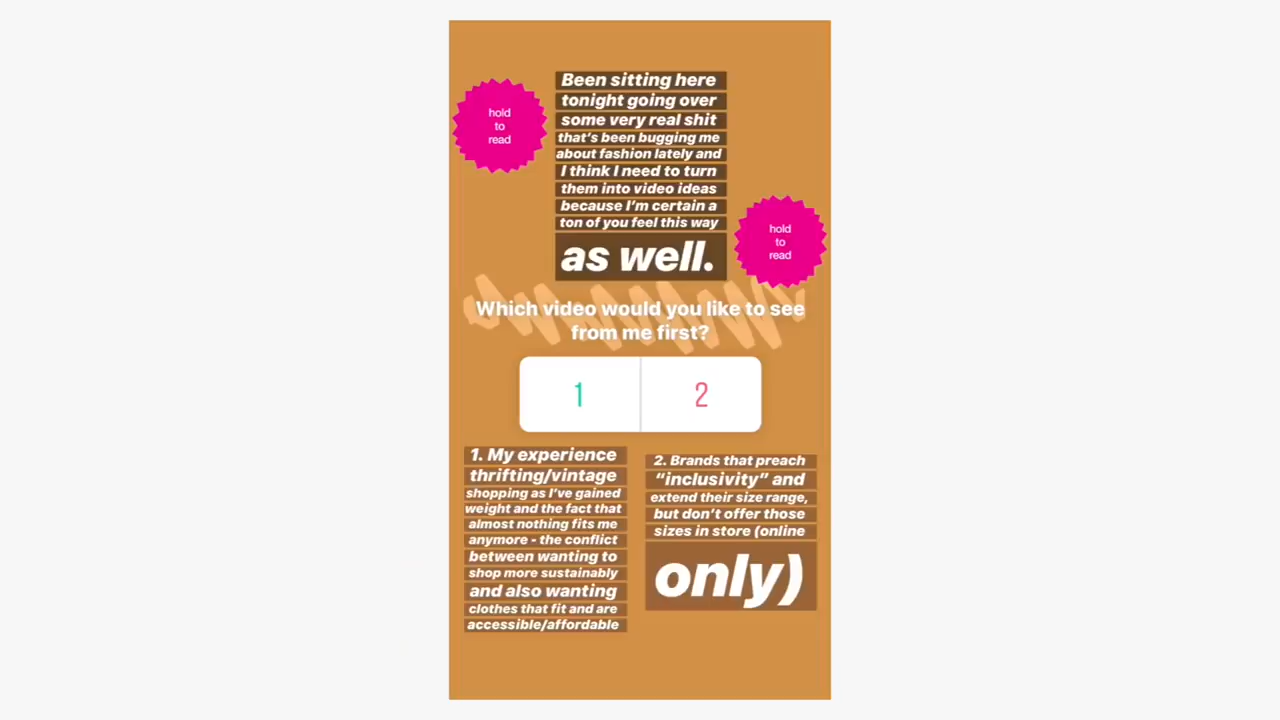 hold
to
read
Been sitting here
tonight going over
some very real shit
that's been bugging me
about fashion lately and
I think I need to turn
them into video ideas
because I'm certain a
ton of you feel this way
as well.
hold
to
read
Which video would you like to see
from me first?
1
2
1. My experience
thrifting/vintage
shopping as I've gained
weight and the fact that
almost nothing fits me
anymore - the conflict
between wanting to
shop more sustainably
and also wanting
clothes that fit and are
accessible/affordable
2. Brands that preach
“inclusivity” and
extend their size range,
but don't offer those
sizes in store (online
only)